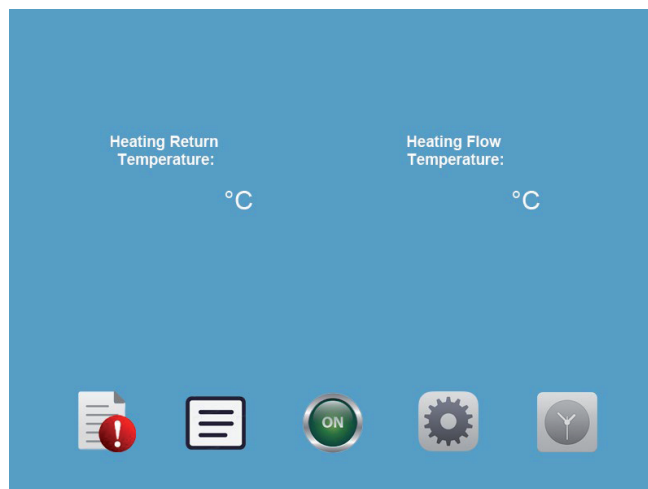 Heating Return
Temperature:
°C
Heating Flow
Temperature:
°C
ON